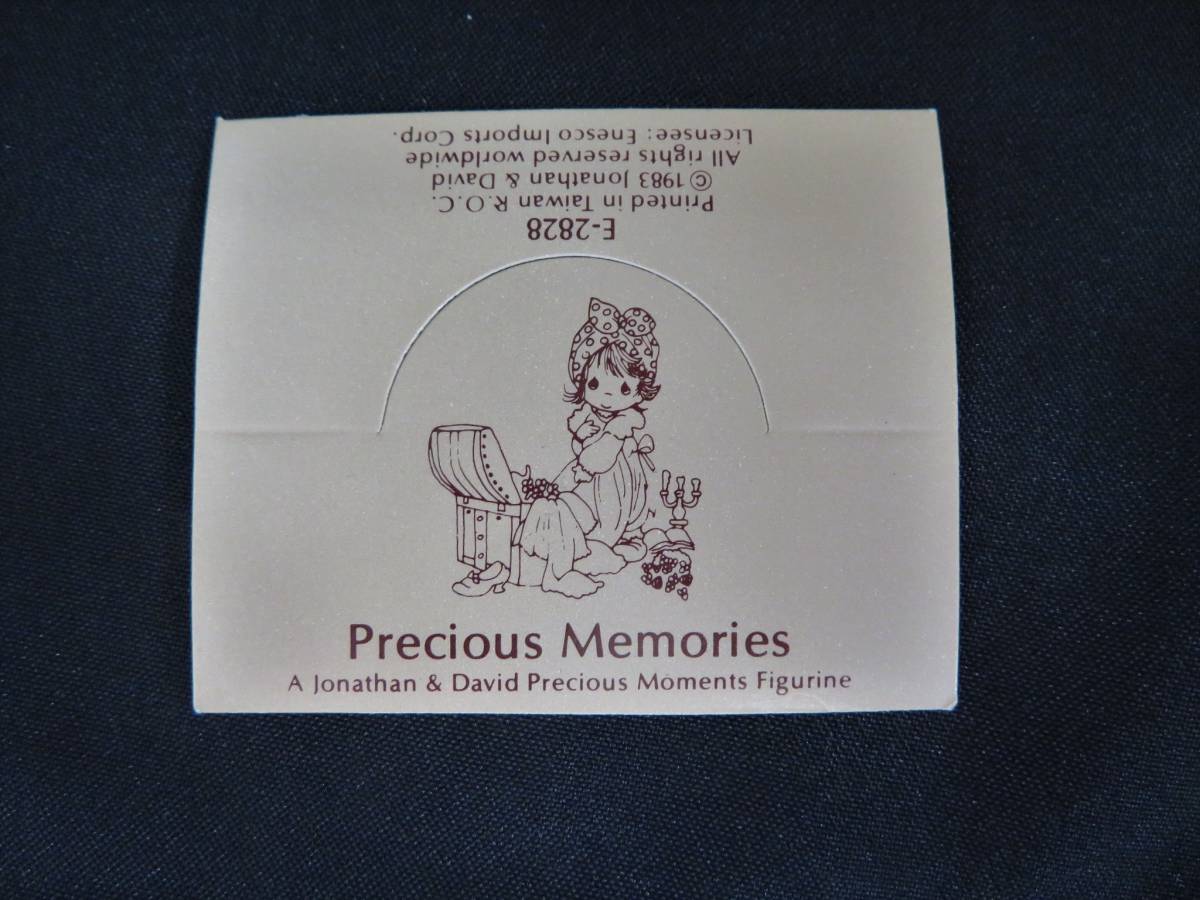 E-2828
Printed in Taiwan R.O.C.
©1983 Jonathan & David
All rights reserved worldwide
Licensee: Enesco Imports Corp.
Precious Memories
A Jonathan & David Precious Moments Figurine